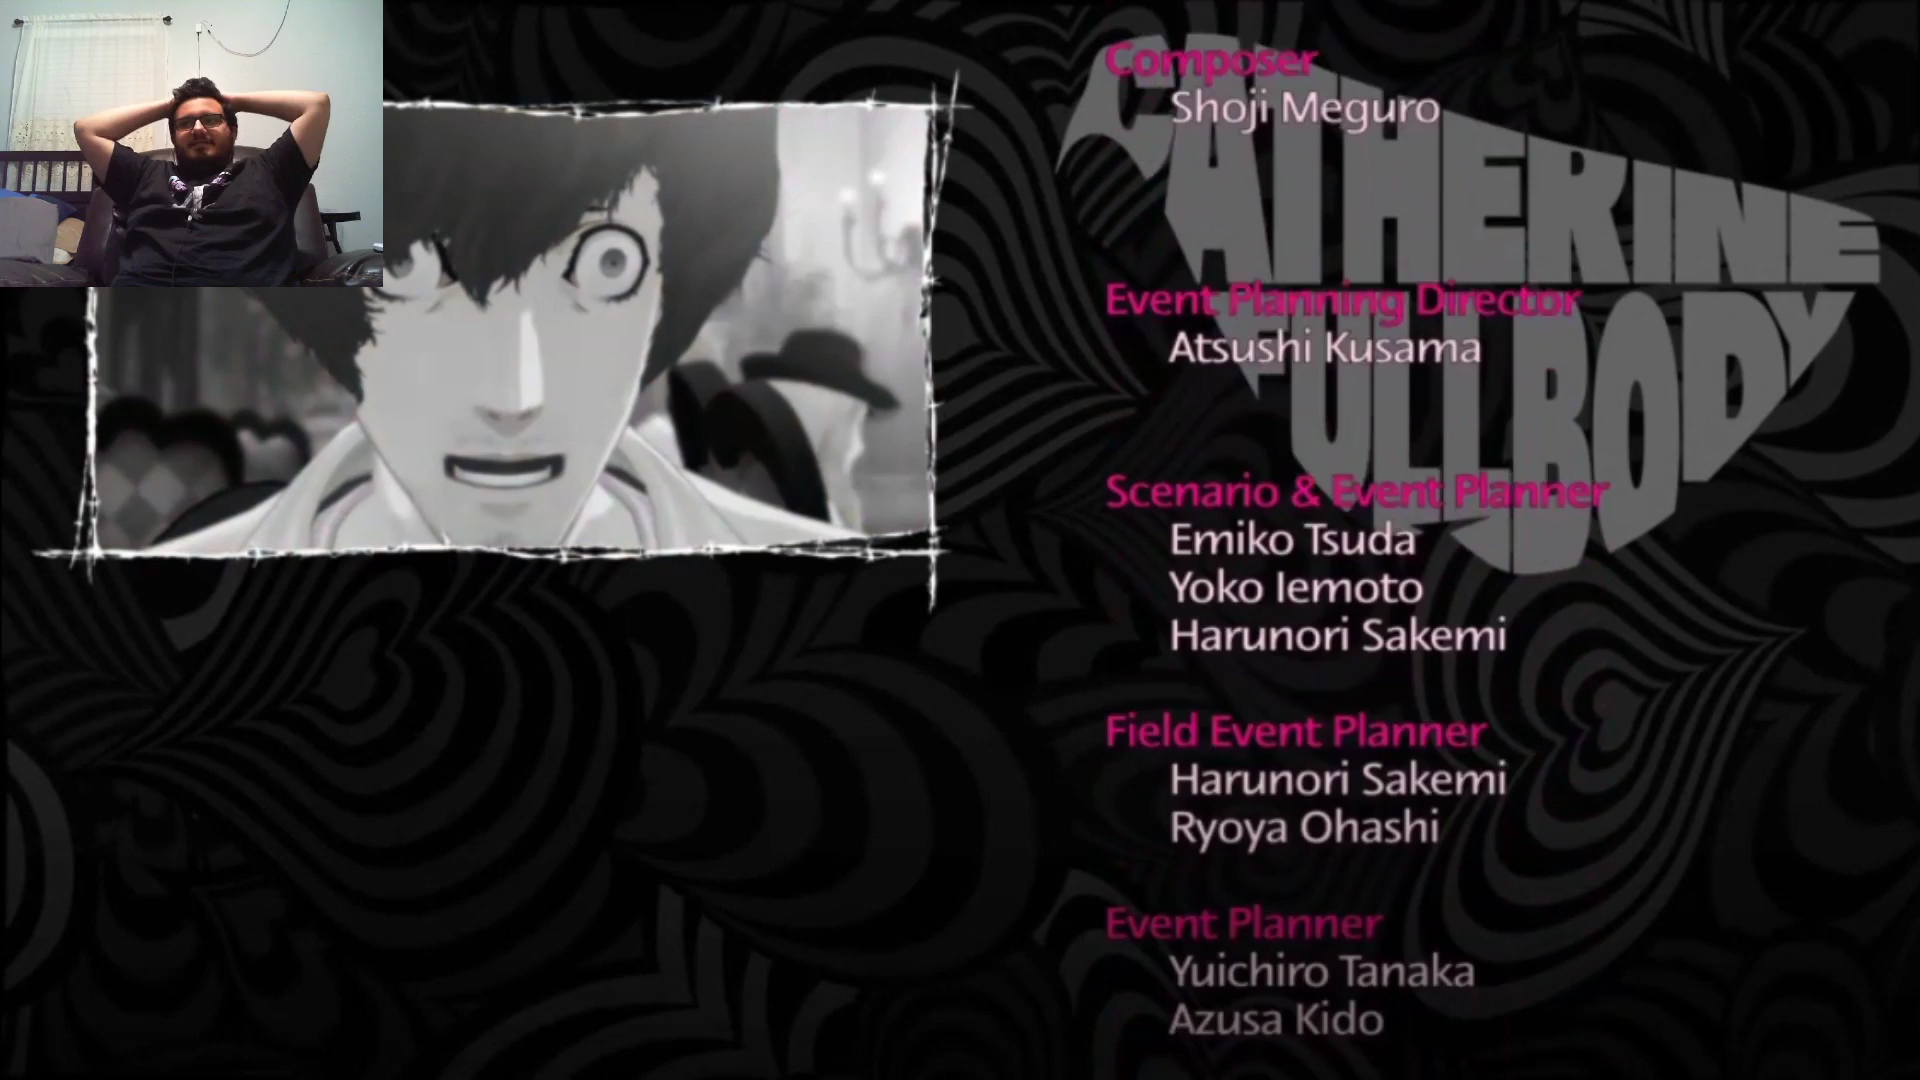 CATHERINE
FULL BODY
Composer
Shoji Meguro
Event Planning Director
Atsushi Kusama
Scenario & Event Planner
Emiko Tsuda
Yoko Iemoto
Harunori Sakemi
Field Event Planner
Harunori Sakemi
Ryoya Ohashi
Event Planner
Yuichiro Tanaka
Azusa Kido